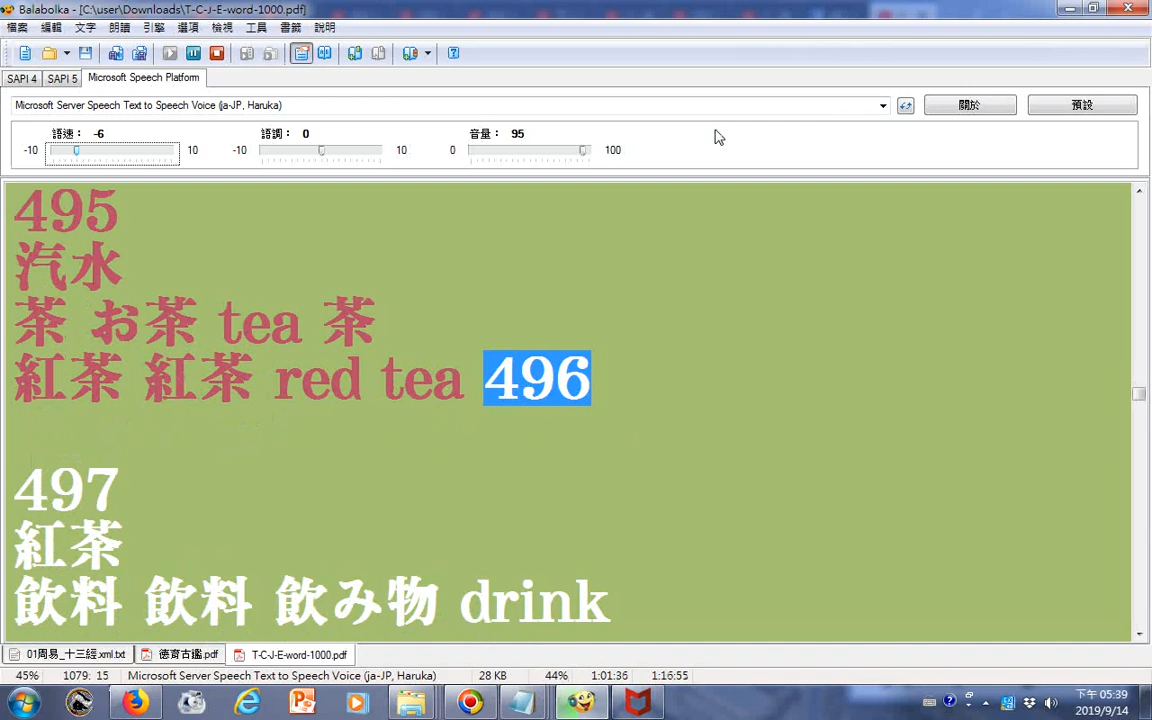 Balabolka - [C:\user\Downloads\T-C-J-E-word-1000.pdf]
檔案 編輯 文字 朗讀 引擎 選項 檢視 工具 書籤 說明
SAPI 4 SAPI 5 Microsoft Speech Platform
Microsoft Server Speech Text to Speech Voice (ja-JP, Haruka) 關於 預設
語速： -6 語調： 0 音量： 95
-10 10 -10 10 0 100
495
汽水
茶 お茶 tea 茶
紅茶 紅茶 red tea 496
497
紅茶
飲料 飲料 飲み物 drink
01周易_十三經.xml.txt 德育古鑑.pdf T-C-J-E-word-1000.pdf
45% 1079: 15 Microsoft Server Speech Text to Speech Voice (ja-JP, Haruka) 28 KB 44% 1:01:36 1:16:55
下午 05:39
2019/9/14